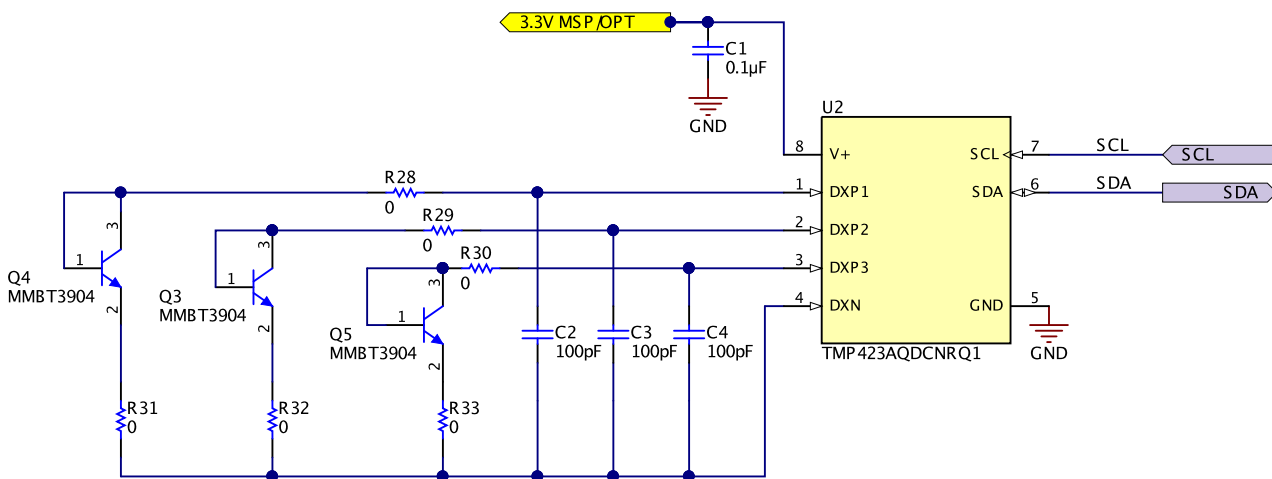 3.3V MSP/OPT
C1
0.1µF
GND
U2
8 V+
SCL 7 SCL SCL
R28
0
1 DXP1
SDA 6 SDA SDA
3
R29
0
2 DXP2
3
R30
0
3 DXP3
3
1
Q4
MMBT3904
2
1
Q3
MMBT3904
2
1
Q5
MMBT3904
2
4 DXN
GND 5
GND
C2
100pF
C3
100pF
C4
100pF
TMP423AQDCNRQ1
R31
0
R32
0
R33
0